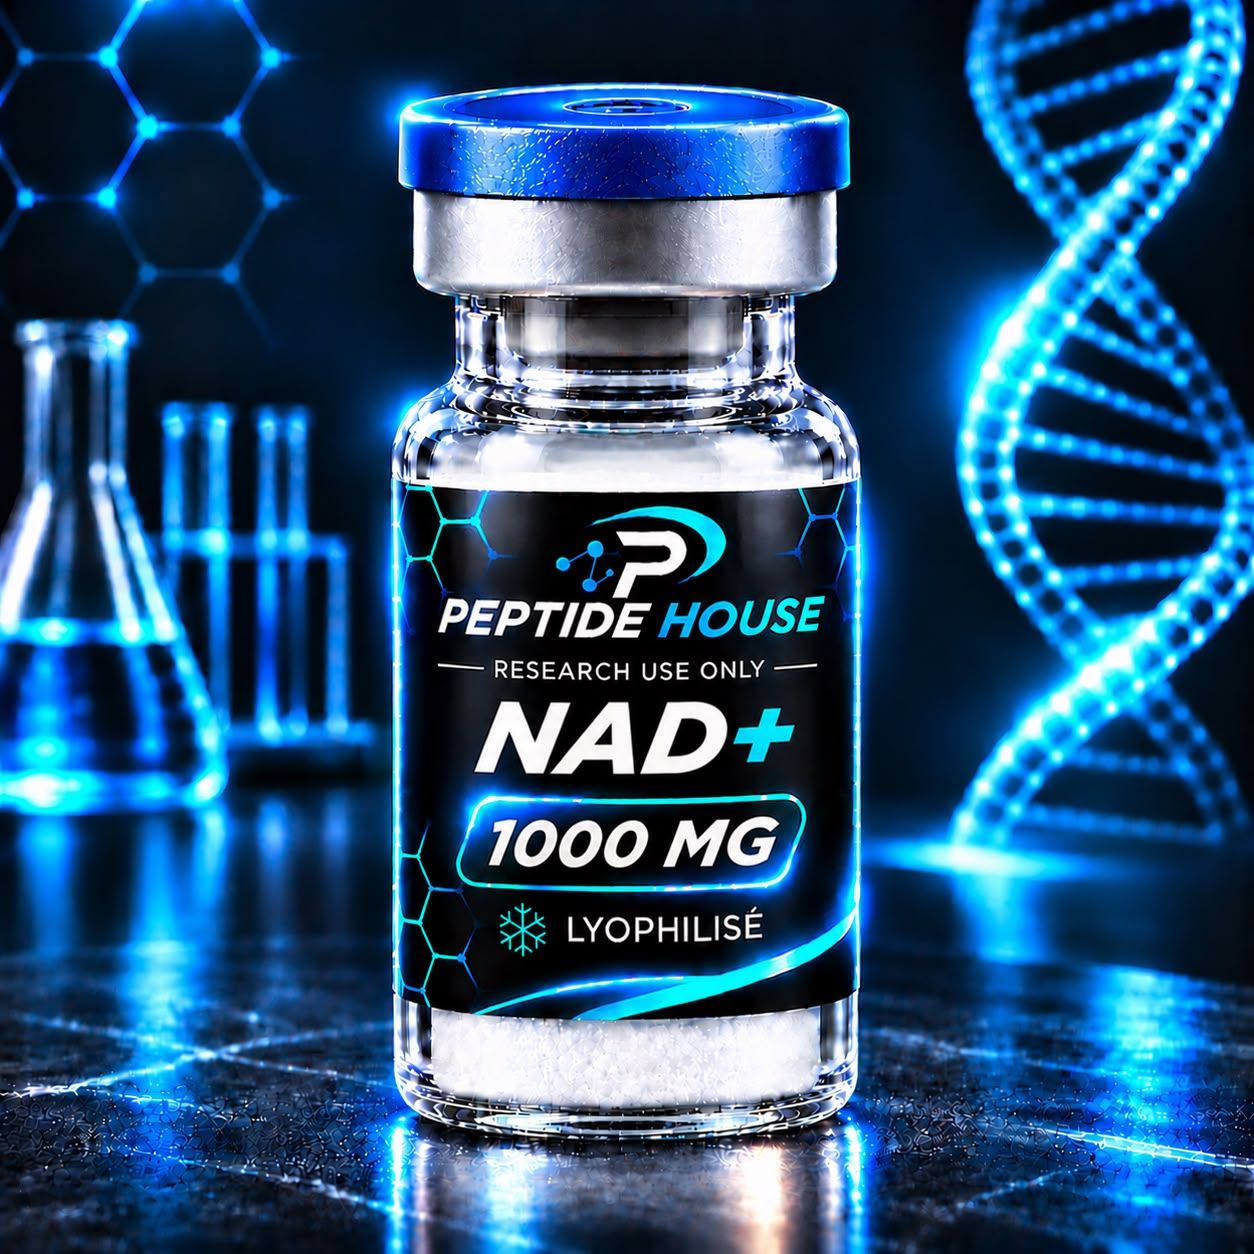 P
PEPTIDE HOUSE
RESEARCH USE ONLY
NAD+
1000 MG
LYOPHILISÉ